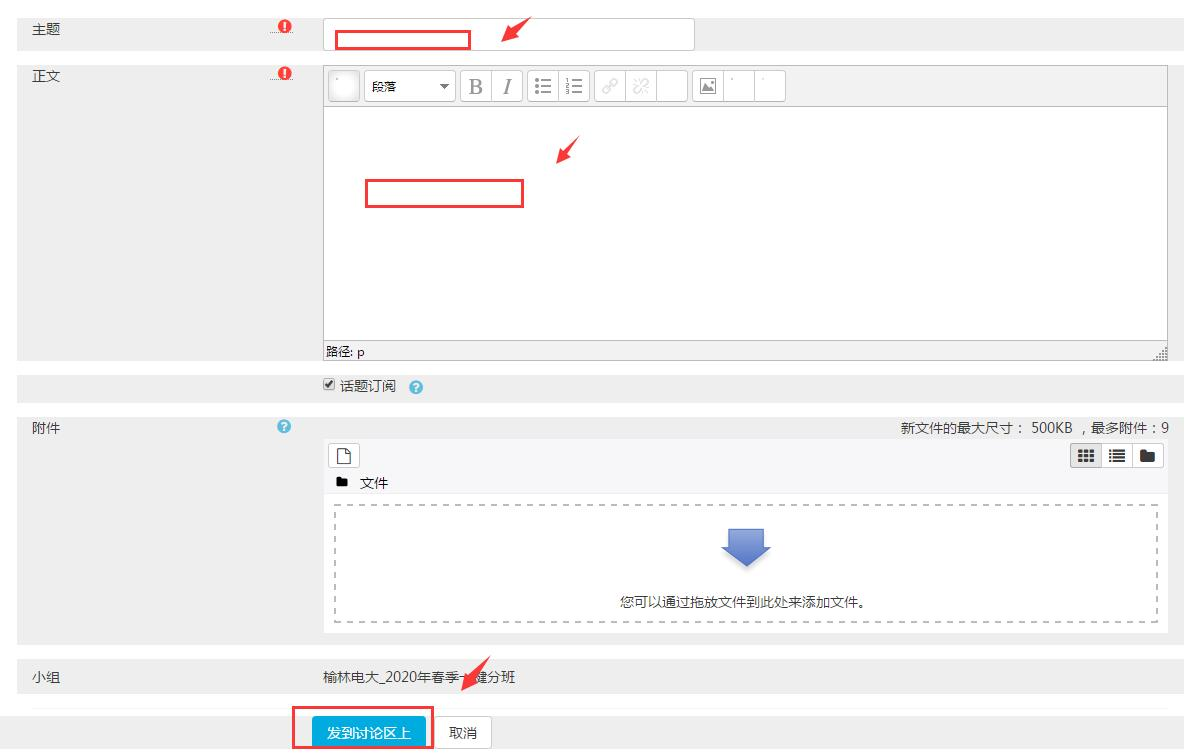 主题
正文
段落 B I
路径: p
话题订阅
附件
新文件的最大尺寸： 500KB ，最多附件：9
文件
您可以通过拖放文件到此处来添加文件。
小组 榆林电大_2020年春季一键分班
发到讨论区上 取消